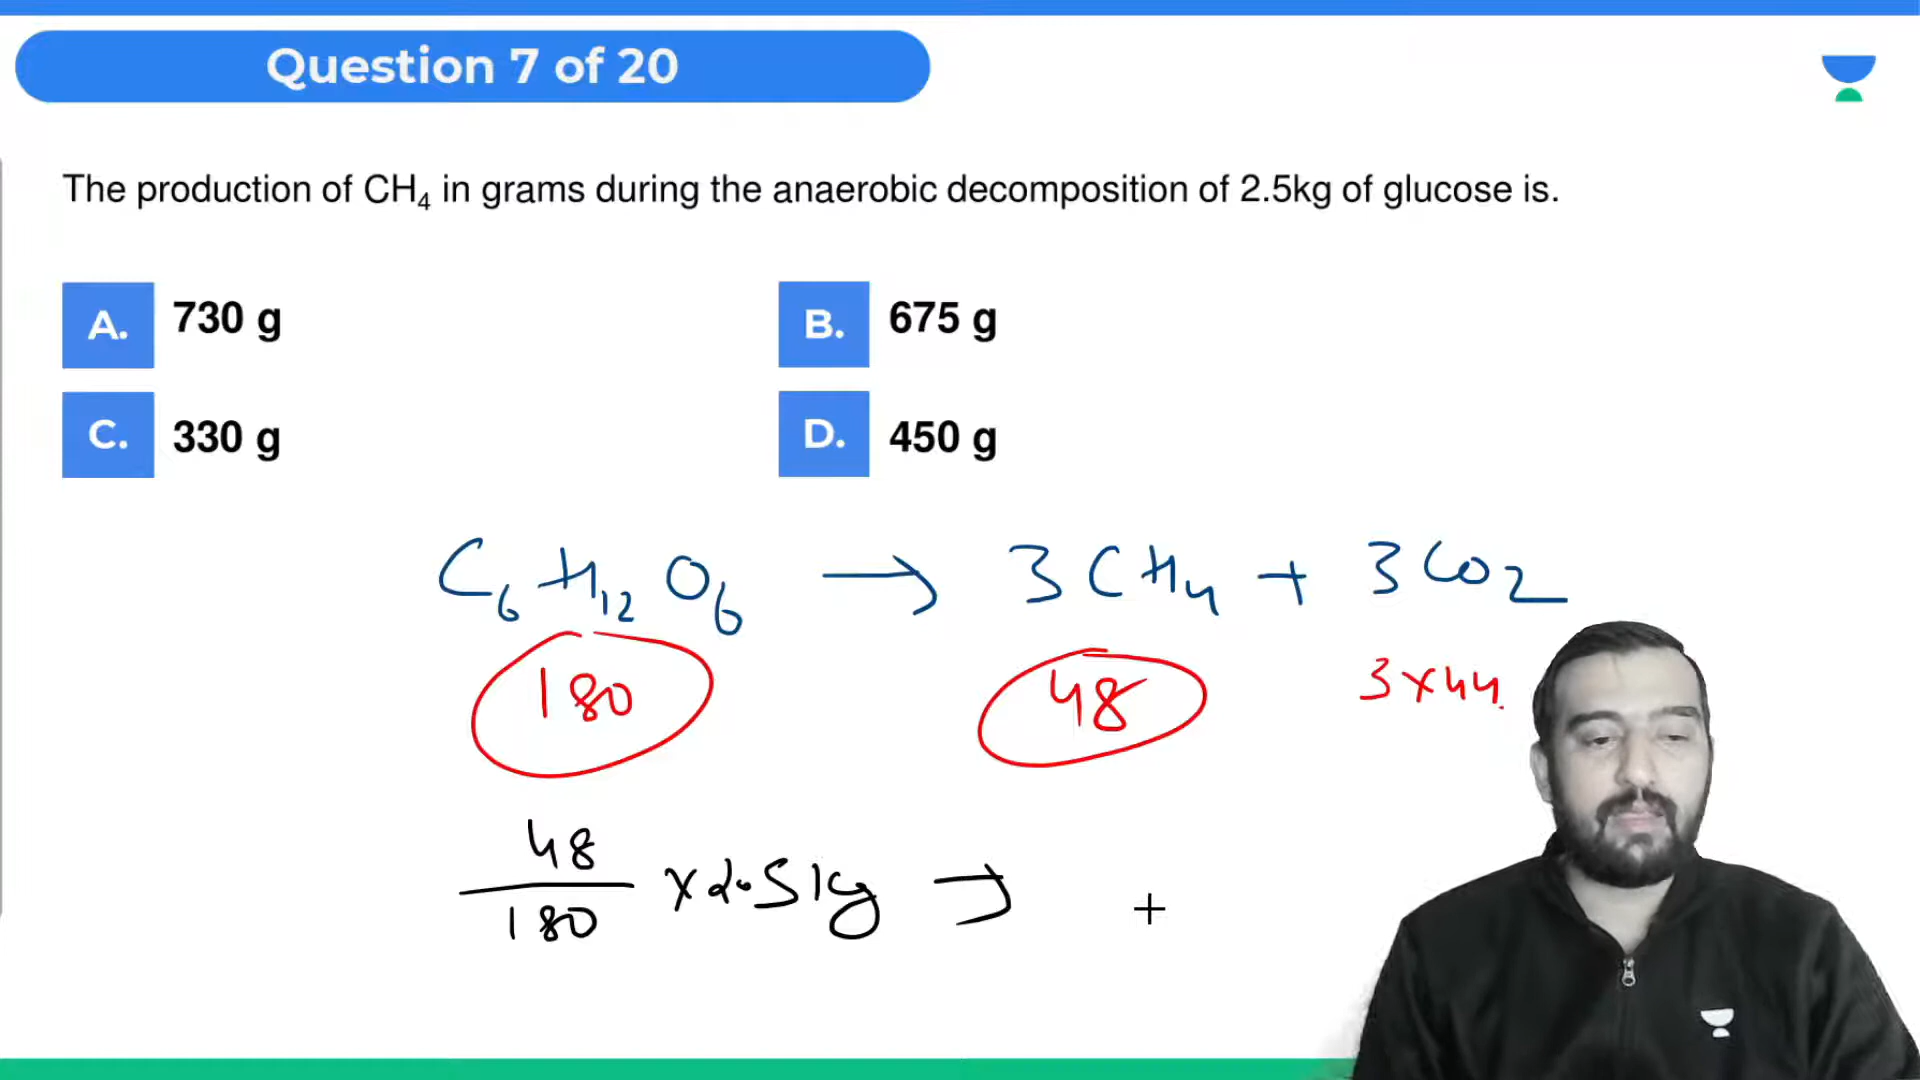 Question 7 of 20
The production of CH₄ in grams during the anaerobic decomposition of 2.5kg of glucose is.
A. 730 g
B. 675 g
C. 330 g
D. 450 g
C₆H₁₂O₆ → 3CH₄ + 3CO₂
180 48 3×44.
48/180 ×2.5kg →